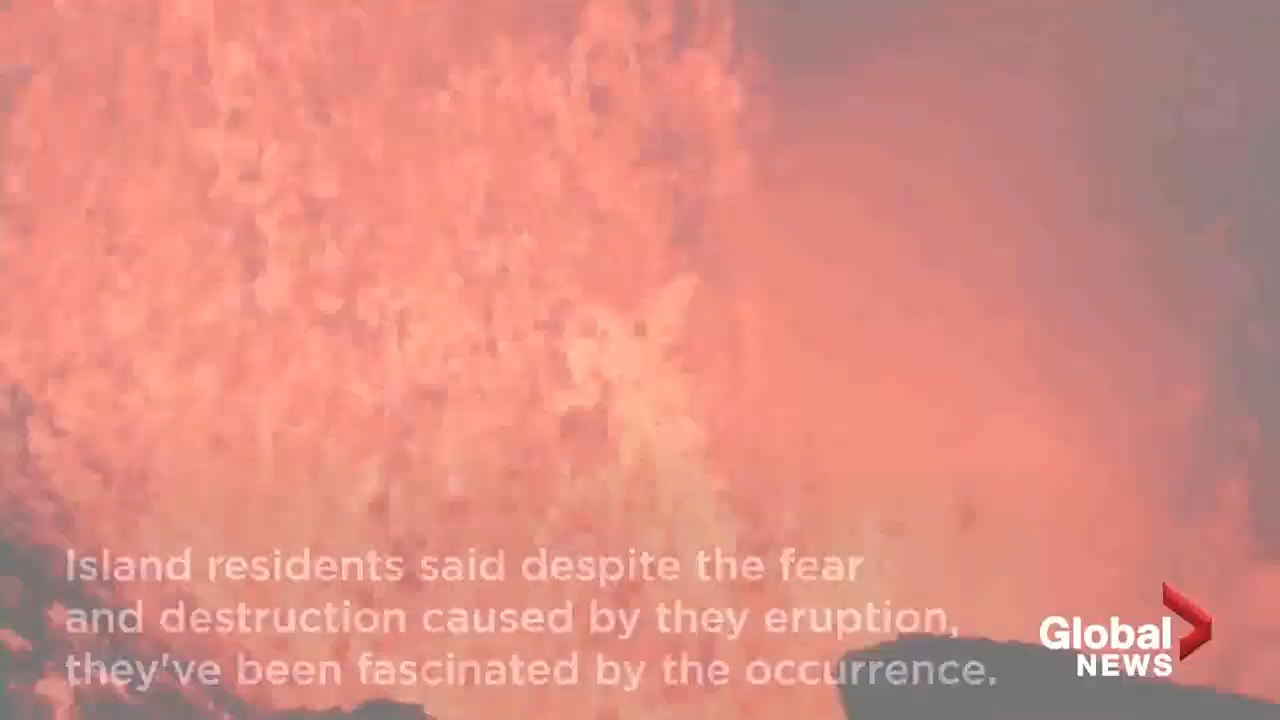 Island residents said despite the fear
and destruction caused by they eruption,
they've been fascinated by the occurrence.
Global
NEWS